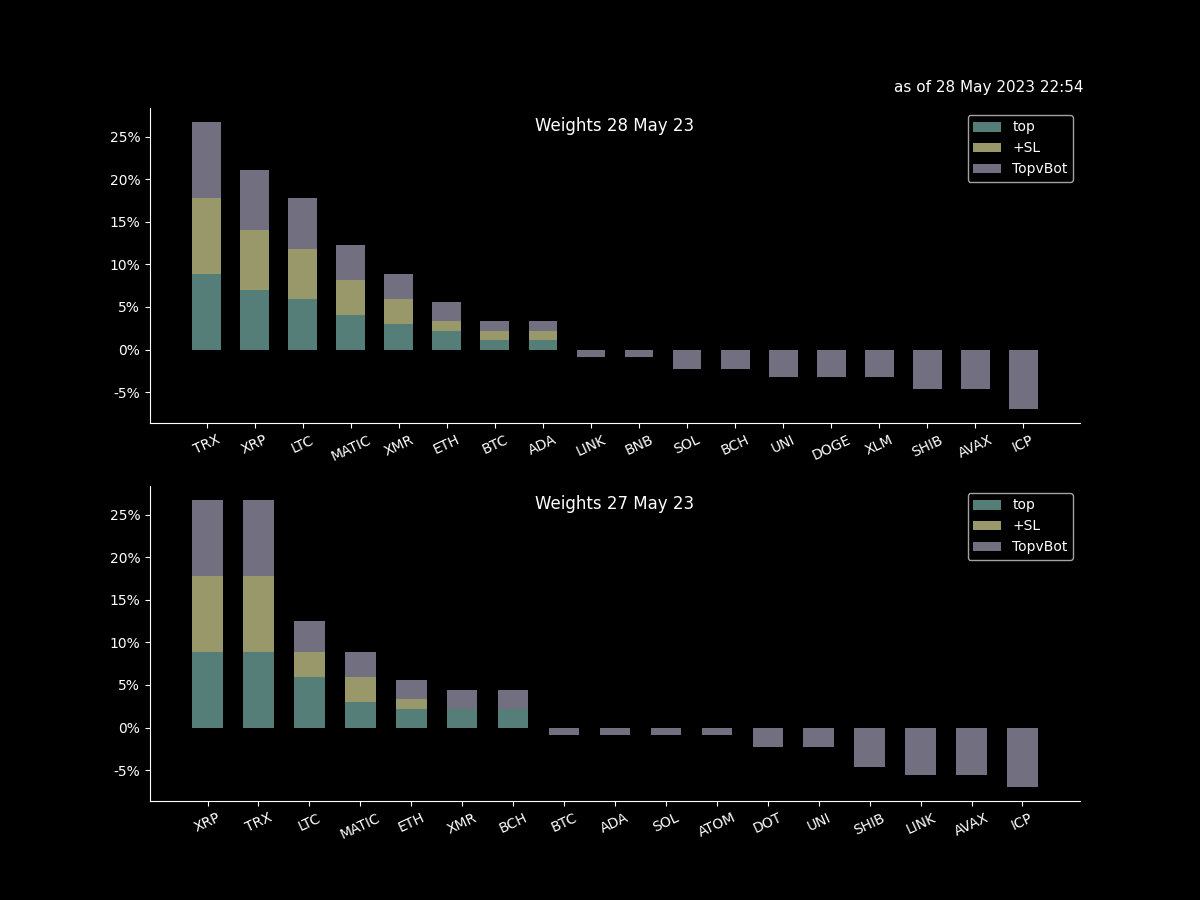 as of 28 May 2023 22:54
Weights 28 May 23
top
+SL
TopvBot
25%
20%
15%
10%
5%
0%
-5%
TRX XRP LTC MATIC XMR ETH BTC ADA LINK BNB SOL BCH UNI DOGE XLM SHIB AVAX ICP
Weights 27 May 23
top
+SL
TopvBot
25%
20%
15%
10%
5%
0%
-5%
XRP TRX LTC MATIC ETH XMR BCH BTC ADA SOL ATOM DOT UNI SHIB LINK AVAX ICP